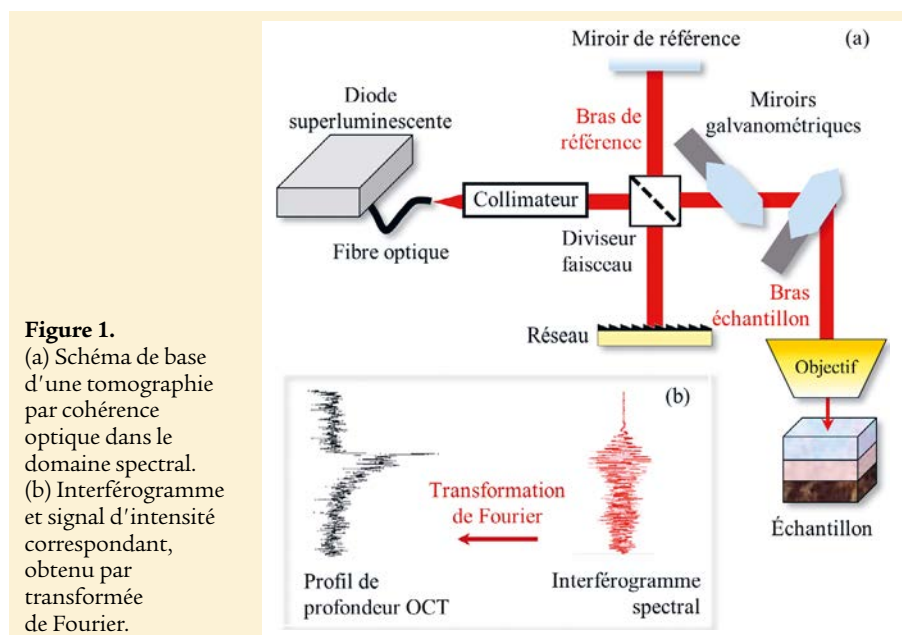 Figure 1.
(a) Schéma de base
d'une tomographie
par cohérence
optique dans le
domaine spectral.
(b) Interférogramme
et signal d'intensité
correspondant,
obtenu par
transformée
de Fourier.
Miroir de référence
(a)
Diode
superluminescente
Bras de
référence
Miroirs
galvanométriques
Collimateur
Fibre optique
Diviseur
faisceau
Bras
échantillon
Réseau
Objectif
Échantillon
(b)
Transformation
de Fourier
Profil de
profondeur OCT
Interférogramme
spectral